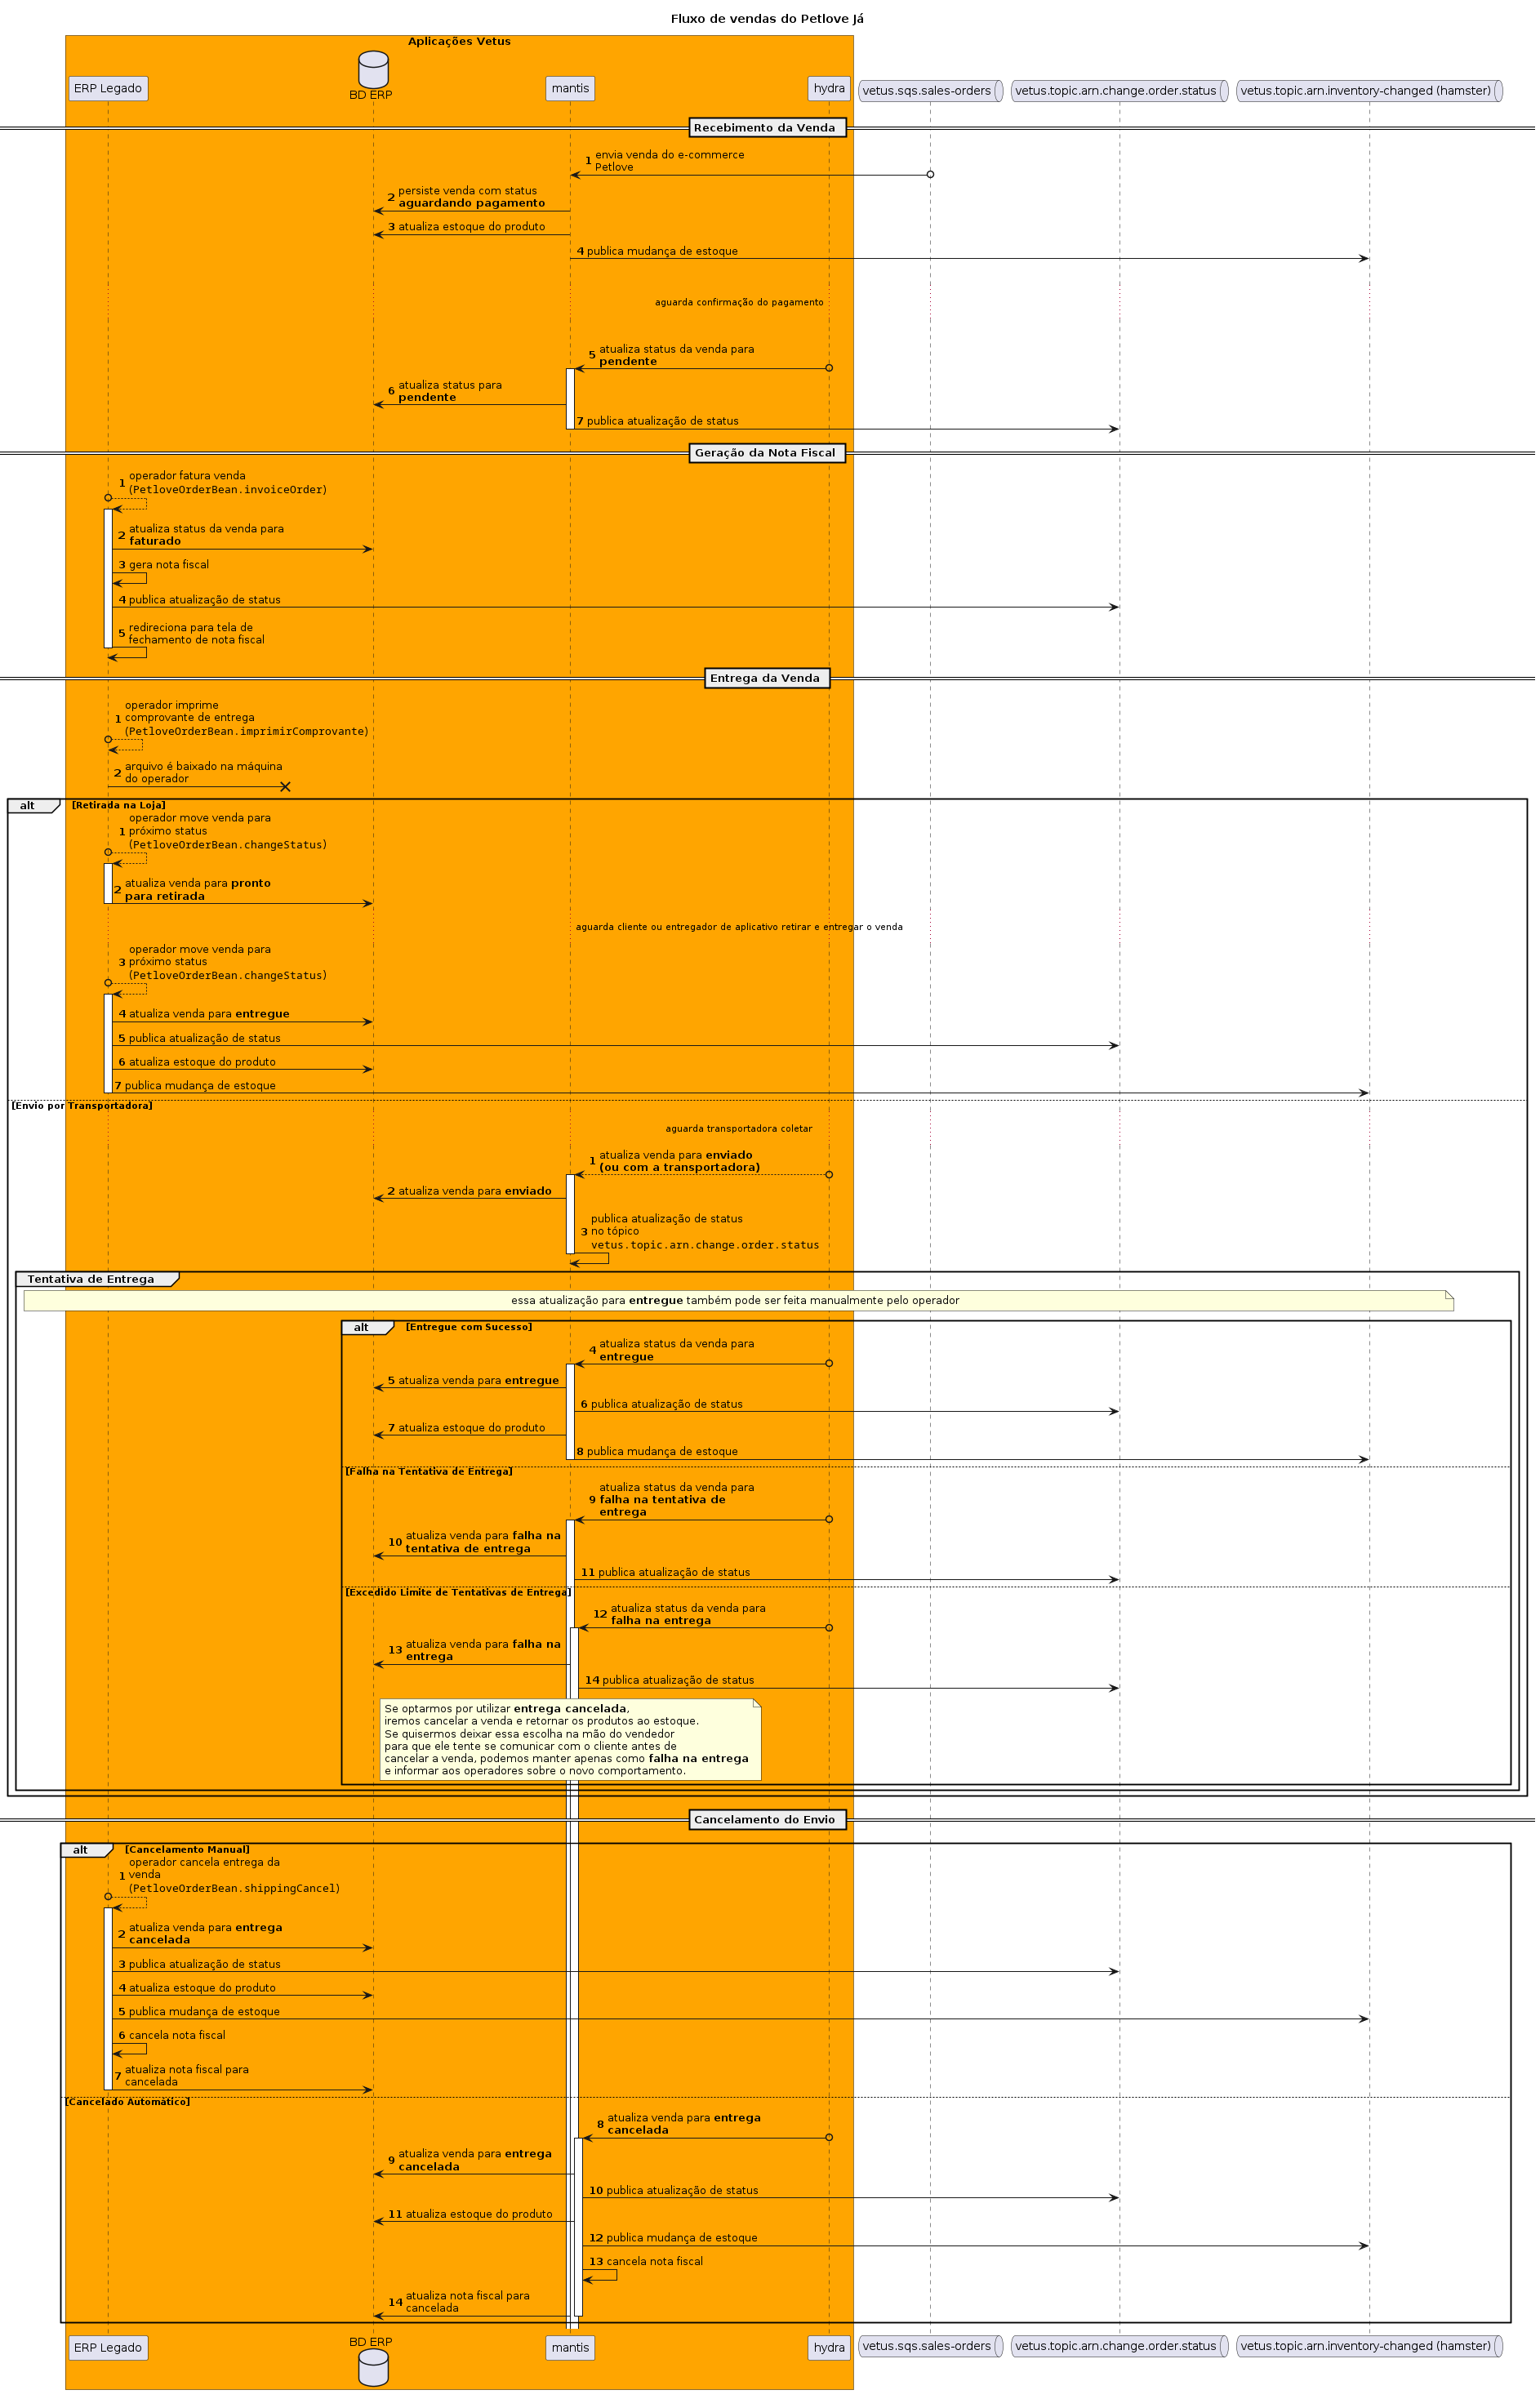 Fluxo de vendas do Petlove Já
Aplicações Vetus
ERP Legado
BD ERP
mantis
hydra
vetus.sqs.sales-orders
vetus.topic.arn.change.order.status
vetus.topic.arn.inventory-changed (hamster)
Recebimento da Venda
1 envia venda do e-commerce
Petlove
2 persiste venda com status
aguardando pagamento
3 atualiza estoque do produto
4 publica mudança de estoque
aguarda confirmação do pagamento
5 atualiza status da venda para
pendente
6 atualiza status para
pendente
7 publica atualização de status
Geração da Nota Fiscal
1 operador fatura venda
(PetloveOrderBean.invoiceOrder)
2 atualiza status da venda para
faturado
3 gera nota fiscal
4 publica atualização de status
5 redireciona para tela de
fechamento de nota fiscal
Entrega da Venda
1 operador imprime
comprovante de entrega
(PetloveOrderBean.imprimirComprovante)
2 arquivo é baixado na máquina
do operador
alt [Retirada na Loja]
1 operador move venda para
próximo status
(PetloveOrderBean.changeStatus)
2 atualiza venda para pronto
para retirada
aguarda cliente ou entregador de aplicativo retirar e entregar o venda
3 operador move venda para
próximo status
(PetloveOrderBean.changeStatus)
4 atualiza venda para entregue
5 publica atualização de status
6 atualiza estoque do produto
7 publica mudança de estoque
[Envio por Transportadora]
aguarda transportadora coletar
1 atualiza venda para enviado
(ou com a transportadora)
2 atualiza venda para enviado
3 publica atualização de status
no tópico
vetus.topic.arn.change.order.status
Tentativa de Entrega
essa atualização para entregue também pode ser feita manualmente pelo operador
alt [Entregue com Sucesso]
4 atualiza status da venda para
entregue
5 atualiza venda para entregue
6 publica atualização de status
7 atualiza estoque do produto
8 publica mudança de estoque
[Falha na Tentativa de Entrega]
9 atualiza status da venda para
falha na tentativa de
entrega
10 atualiza venda para falha na
tentativa de entrega
11 publica atualização de status
[Excedido Limite de Tentativas de Entrega]
12 atualiza status da venda para
falha na entrega
13 atualiza venda para falha na
entrega
14 publica atualização de status
Se optarmos por utilizar entrega cancelada,
iremos cancelar a venda e retornar os produtos ao estoque.
Se quisermos deixar essa escolha na mão do vendedor
para que ele tente se comunicar com o cliente antes de
cancelar a venda, podemos manter apenas como falha na entrega
e informar aos operadores sobre o novo comportamento.
Cancelamento do Envio
alt [Cancelamento Manual]
1 operador cancela entrega da
venda
(PetloveOrderBean.shippingCancel)
2 atualiza venda para entrega
cancelada
3 publica atualização de status
4 atualiza estoque do produto
5 publica mudança de estoque
6 cancela nota fiscal
7 atualiza nota fiscal para
cancelada
[Cancelado Automático]
8 atualiza venda para entrega
cancelada
9 atualiza venda para entrega
cancelada
10 publica atualização de status
11 atualiza estoque do produto
12 publica mudança de estoque
13 cancela nota fiscal
14 atualiza nota fiscal para
cancelada
ERP Legado
BD ERP
mantis
hydra
vetus.sqs.sales-orders
vetus.topic.arn.change.order.status
vetus.topic.arn.inventory-changed (hamster)